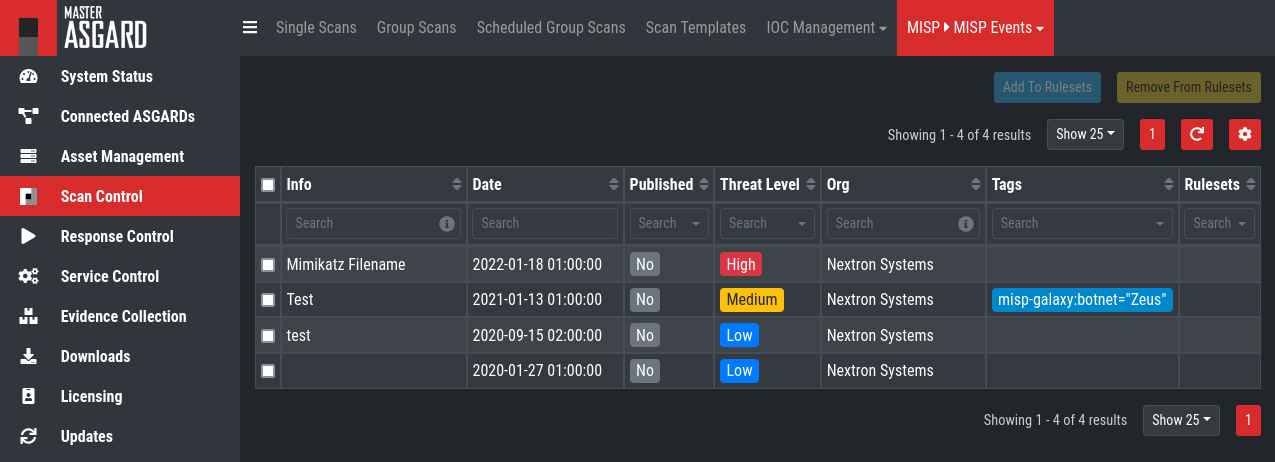 MASTER
ASGARD
Single Scans Group Scans Scheduled Group Scans Scan Templates IOC Management MISP MISP Events
System Status
Connected ASGARDs
Asset Management
Scan Control
Response Control
Service Control
Evidence Collection
Downloads
Licensing
Updates
Add To Rulesets Remove From Rulesets
Showing 1 - 4 of 4 results Show 25 1
Info Date Published Threat Level Org Tags Rulesets
Search Search Search Search Search Search Search
Mimikatz Filename 2022-01-18 01:00:00 No High Nextron Systems
Test 2021-01-13 01:00:00 No Medium Nextron Systems misp-galaxy:botnet="Zeus"
test 2020-09-15 02:00:00 No Low Nextron Systems
2020-01-27 01:00:00 No Low Nextron Systems
Showing 1 - 4 of 4 results Show 25 1